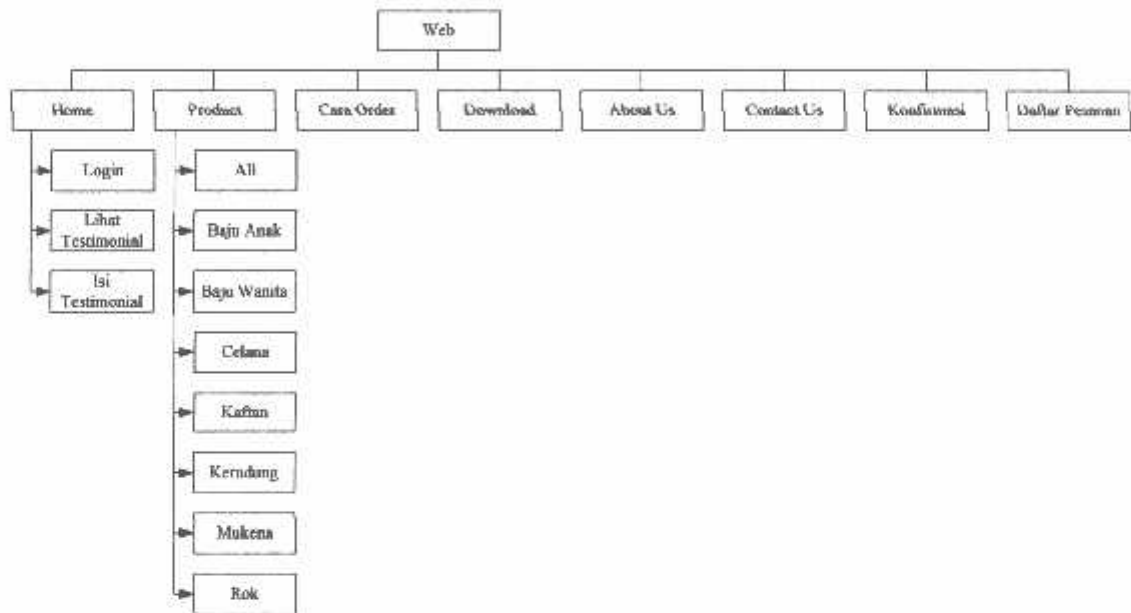 Web
Home
Product
Cara Order
Download
About Us
Contact Us
Konfirmasi
Daftar Pesanan
Login
All
Lihat
Testimonial
Baju Anak
Isi
Testimonial
Baju Wanita
Celana
Kaftan
Kerudung
Mukena
Rok